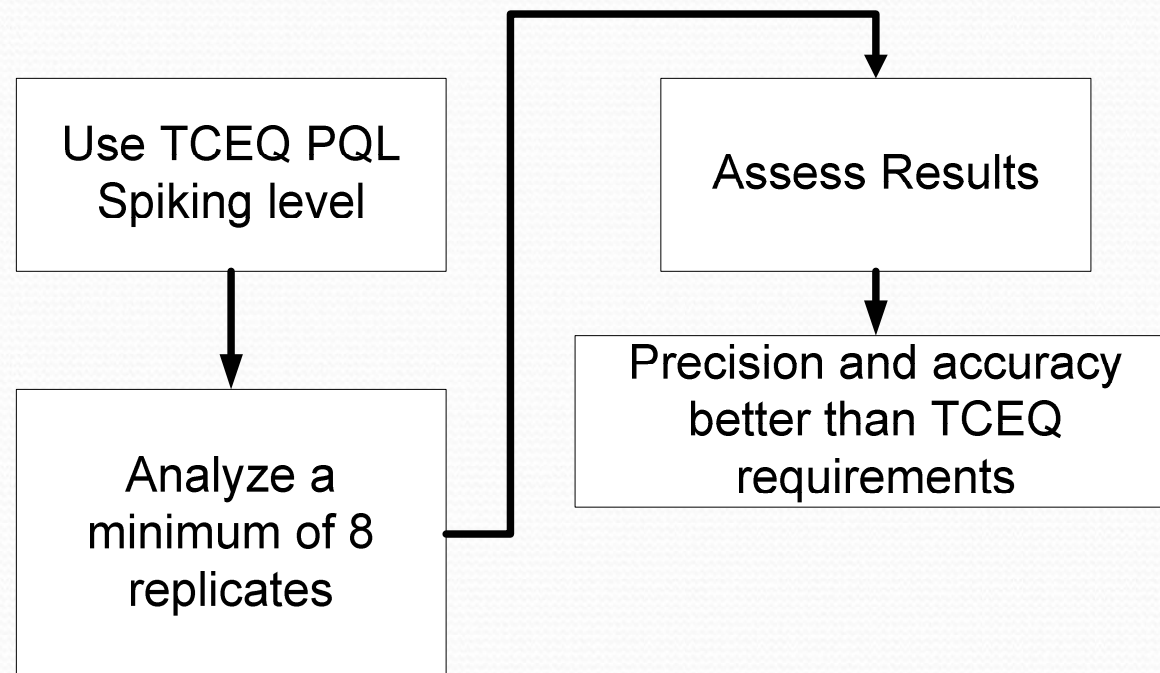 Use TCEQ PQL
Spiking level
Analyze a
minimum of 8
replicates
Assess Results
Precision and accuracy
better than TCEQ
requirements